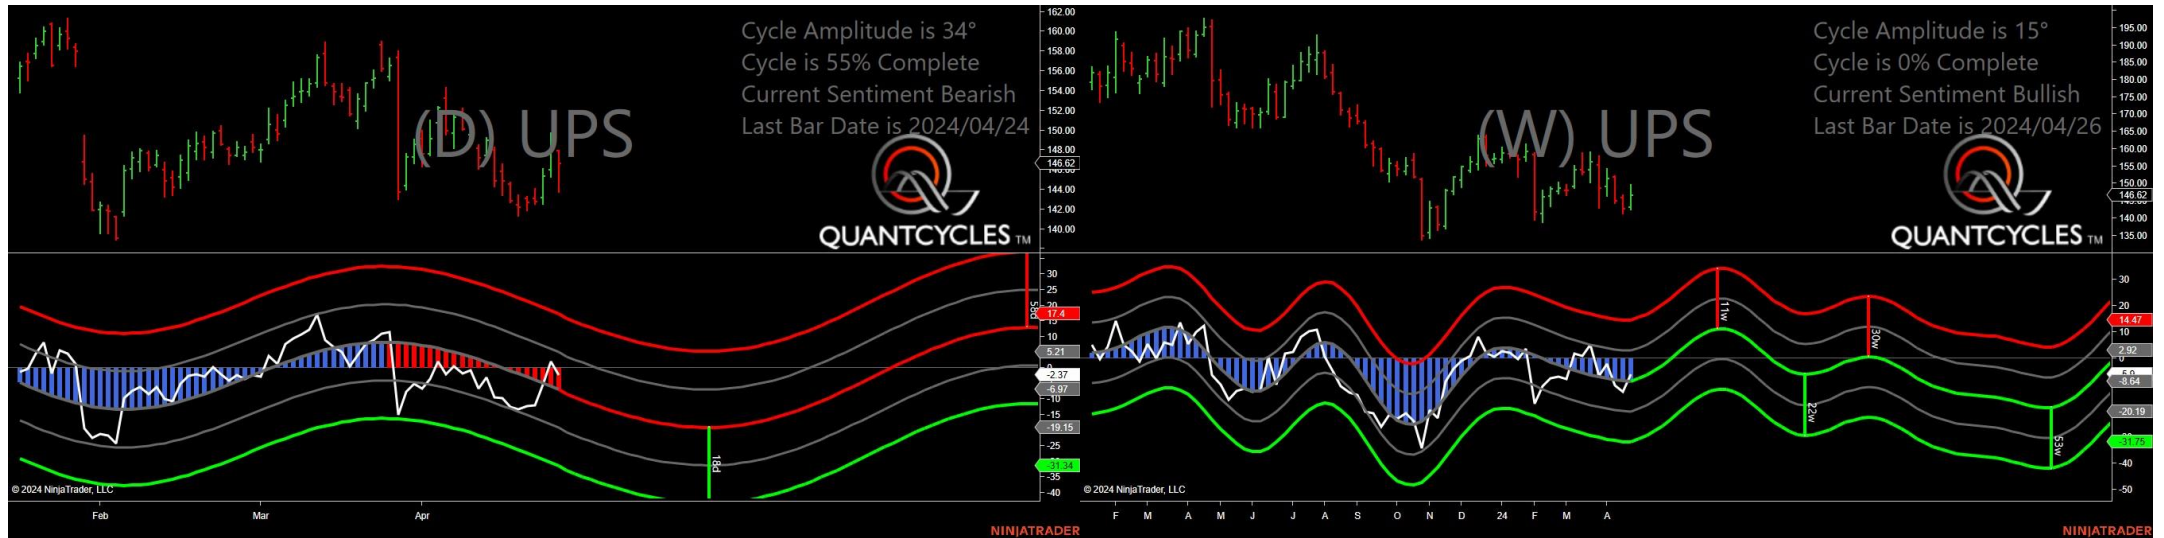 Cycle Amplitude is 34°
Cycle is 55% Complete
Current Sentiment Bearish
Last Bar Date is 2024/04/24
(D) UPS
QUANTCYCLES TM
162.00
160.00
158.00
156.00
154.00
152.00
150.00
148.00
146.62
144.00
142.00
140.00
30
25
20
17.4
15
10
5.21
0
-2.37
-6.97
-10
-15
-19.15
-25
-31.34
-35
-40
18d
58d
© 2024 NinjaTrader, LLC
Feb Mar Apr
NINJATRADER
Cycle Amplitude is 15°
Cycle is 0% Complete
Current Sentiment Bullish
Last Bar Date is 2024/04/26
(W) UPS
QUANTCYCLES TM
195.00
190.00
185.00
180.00
175.00
170.00
165.00
160.00
155.00
150.00
146.62
140.00
135.00
30
20
14.47
10
2.92
0
-8.64
-20.19
-31.75
-40
-50
11w
30w
22w
53w
© 2024 NinjaTrader, LLC
F M A M J J A S O N D 24 F M A
NINJATRADER